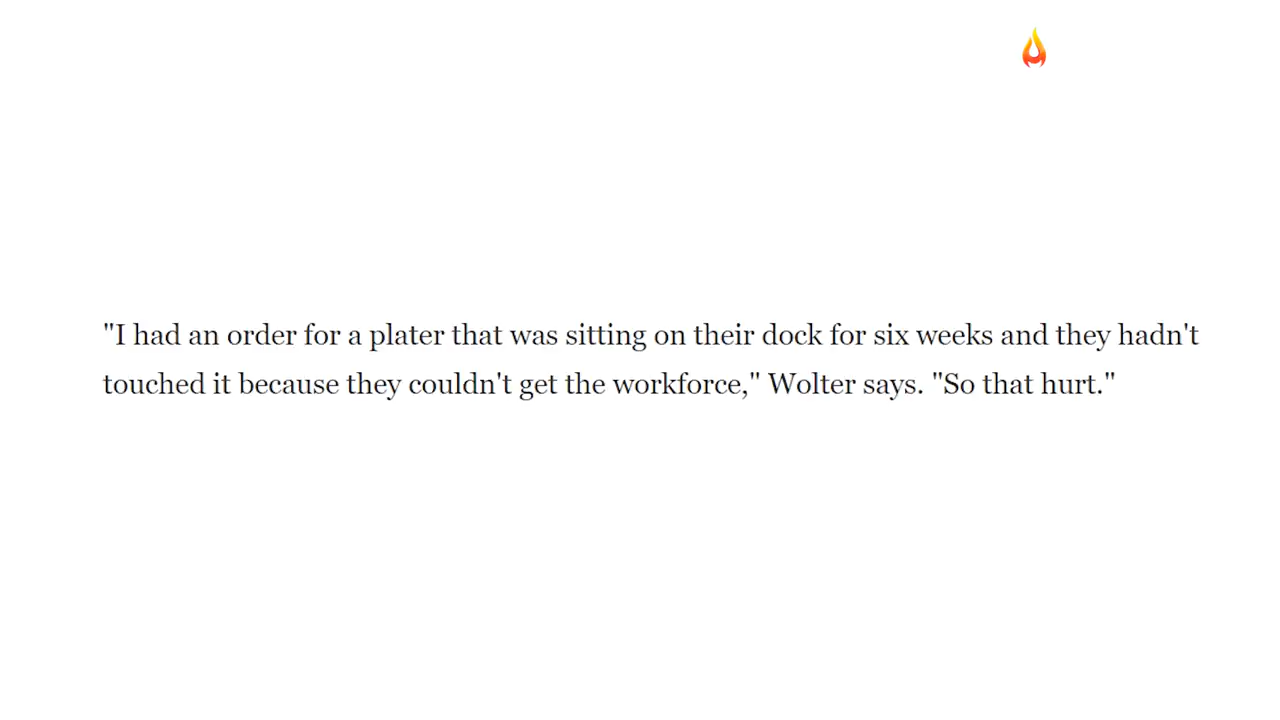 "I had an order for a plater that was sitting on their dock for six weeks and they hadn't
touched it because they couldn't get the workforce," Wolter says. "So that hurt."